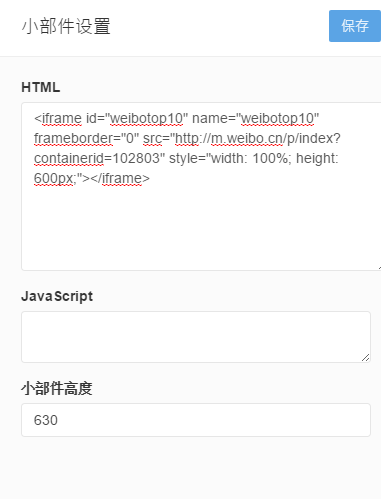 小部件设置
保存
HTML
<iframe id="weibotop10" name="weibotop10"
frameborder="0" src="http://m.weibo.cn/p/index?
containerid=102803" style="width: 100%; height:
600px;"></iframe>
JavaScript
小部件高度
630